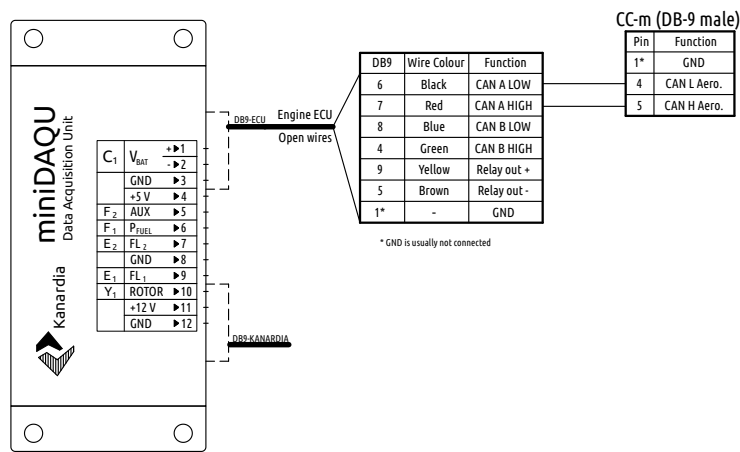 CC-m (DB-9 male)
Pin Function
1* GND
4 CAN L Aero.
5 CAN H Aero.
DB9 Wire Colour Function
6 Black CAN A LOW
7 Red CAN A HIGH
8 Blue CAN B LOW
4 Green CAN B HIGH
9 Yellow Relay out +
5 Brown Relay out -
1* - GND
* GND is usually not connected
DB9-ECU
Engine ECU
Open wires
miniDAQU
Data Acquisition Unit
Kanardia
C1 VBAT + ▶1
- ▶2
GND ▶3
+5 V ▶4
F2 AUX ▶5
F1 PFUEL ▶6
E2 FL2 ▶7
GND ▶8
E1 FL1 ▶9
Y1 ROTOR ▶10
+12 V ▶11
GND ▶12
DB9-KANARDIA